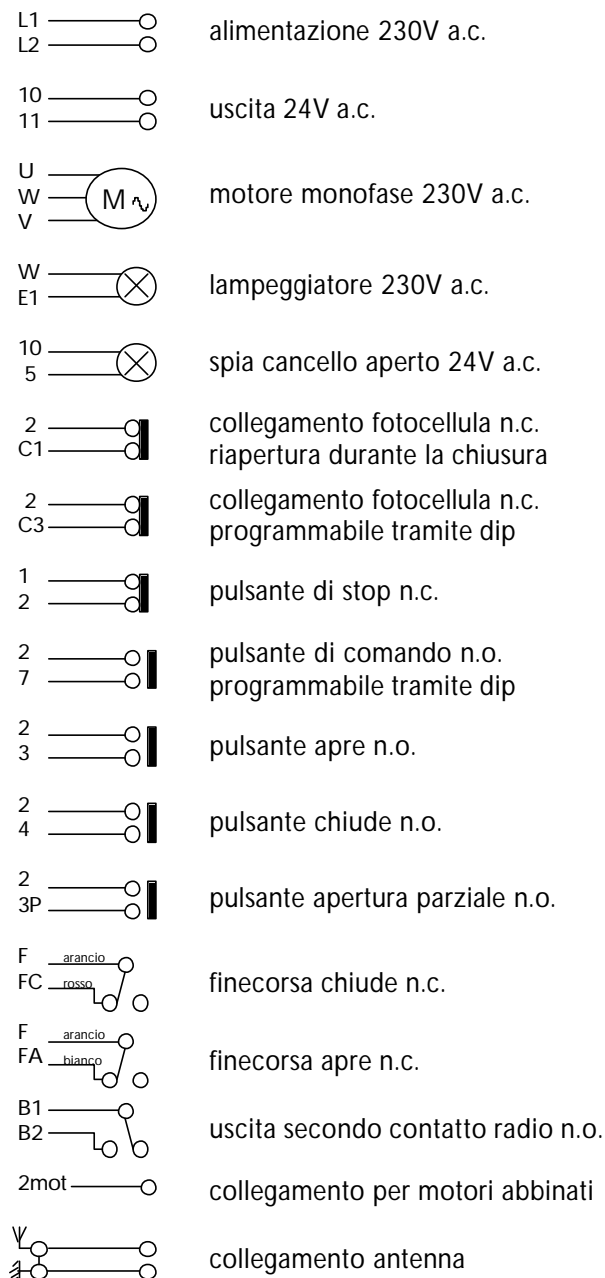 L1
L2
alimentazione 230V a.c.
10
11
uscita 24V a.c.
U
W
V
M
motore monofase 230V a.c.
W
E1
lampeggiatore 230V a.c.
10
5
spia cancello aperto 24V a.c.
2
C1
collegamento fotocellula n.c.
riapertura durante la chiusura
2
C3
collegamento fotocellula n.c.
programmabile tramite dip
1
2
pulsante di stop n.c.
2
7
pulsante di comando n.o.
programmabile tramite dip
2
3
pulsante apre n.o.
2
4
pulsante chiude n.o.
2
3P
pulsante apertura parziale n.o.
F arancio
FC rosso
finecorsa chiude n.c.
F arancio
FA bianco
finecorsa apre n.c.
B1
B2
uscita secondo contatto radio n.o.
2mot
collegamento per motori abbinati
collegamento antenna